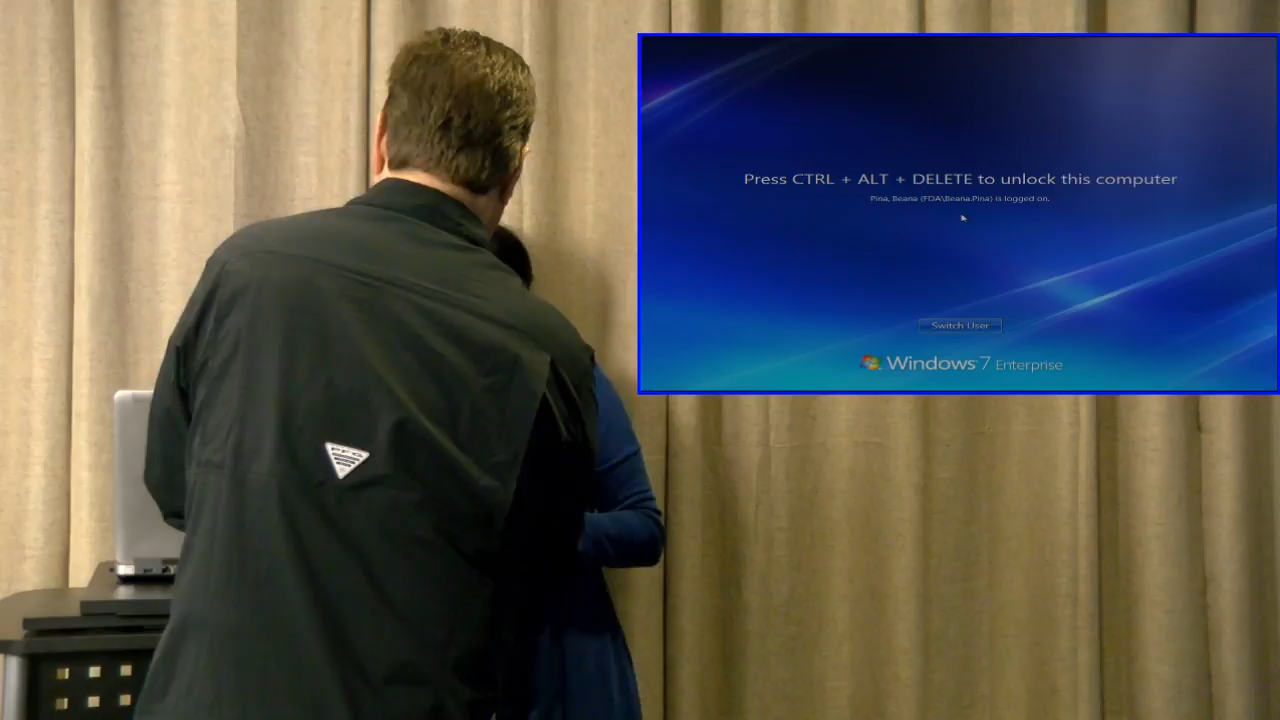 Press CTRL + ALT + DELETE to unlock this computer
Pina, Beana (FDA\Beana.Pina) is logged on.
Switch User
Windows 7 Enterprise
PFG